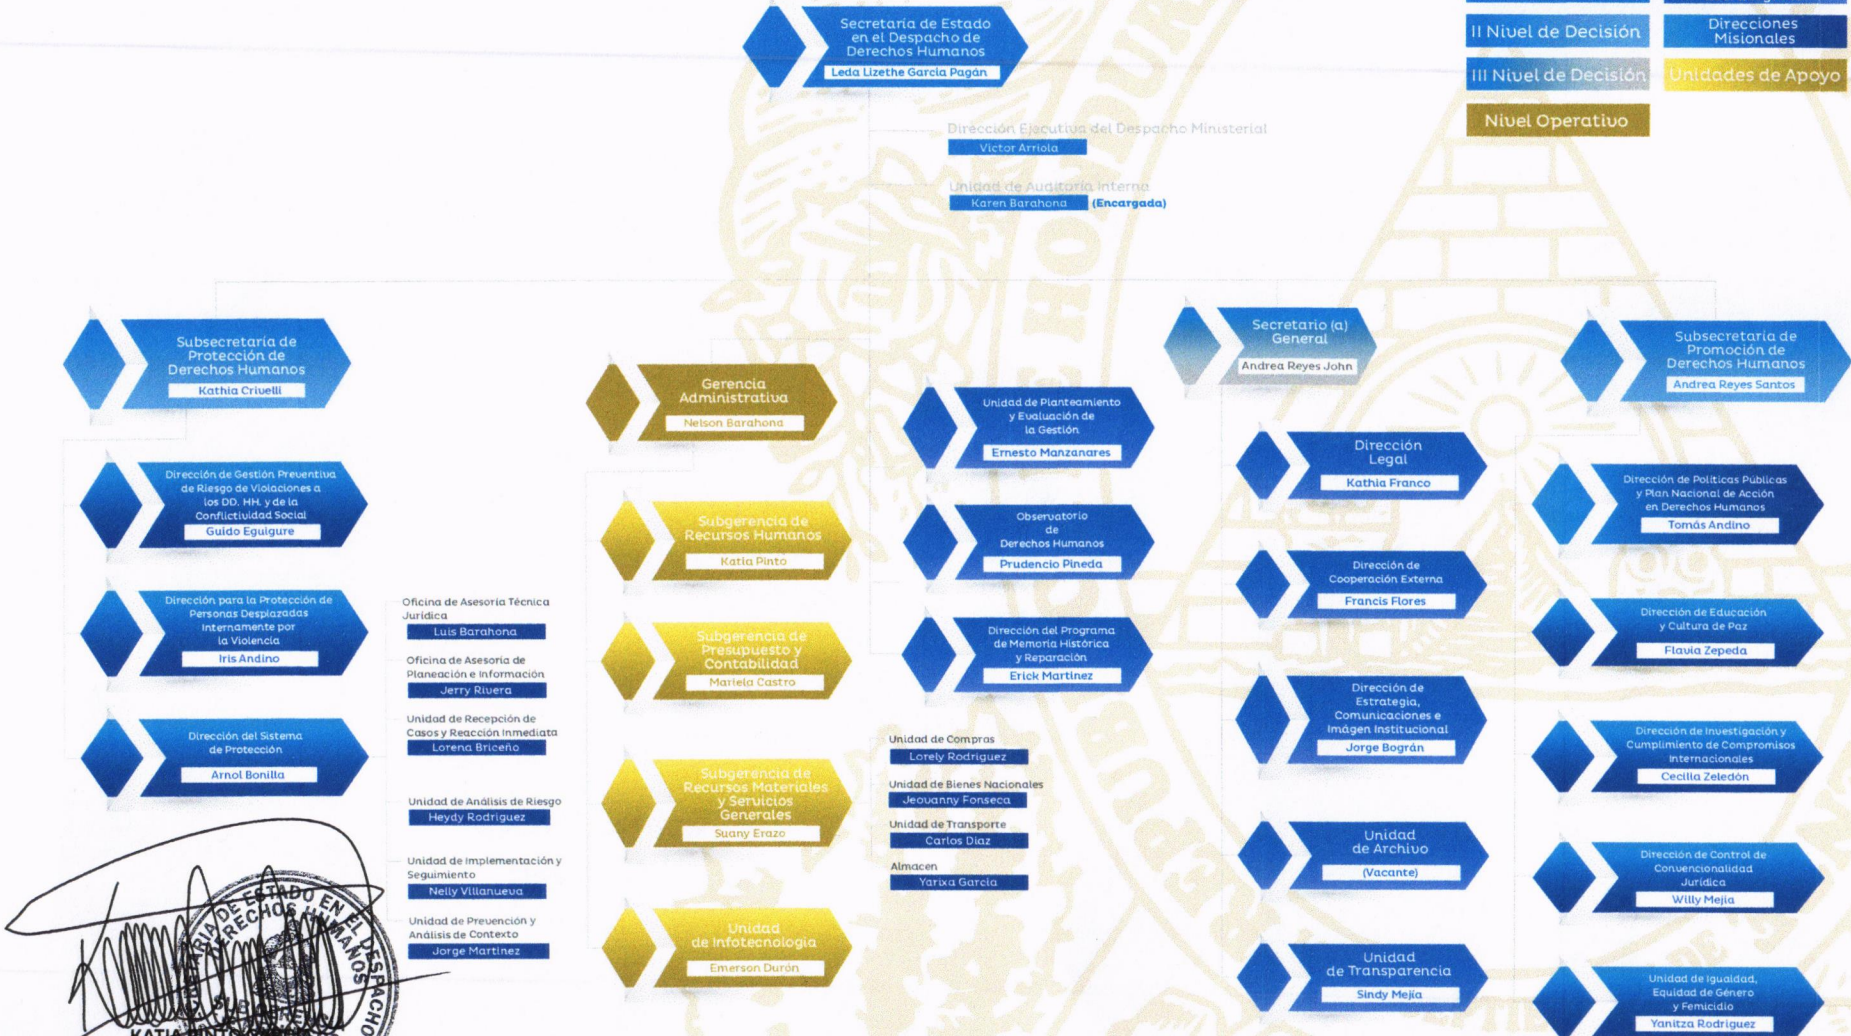 Secretaría de Estado
en el Despacho de
Derechos Humanos
Leda Lizethe García Pagán
II Nivel de Decisión
Direcciones
Misionales
III Nivel de Decisión
Unidades de Apoyo
Nivel Operativo
Dirección Ejecutiva del Despacho Ministerial
Victor Arriola
Unidad de Auditoría Interna
Karen Barahona (Encargada)
Subsecretaría de
Protección de
Derechos Humanos
Kathia Crivelli
Dirección de Gestión Preventiva
de Riesgo de Violaciones a
los DD. HH. y de la
Conflictividad Social
Guido Eguigure
Dirección para la Protección de
Personas Desplazadas
Internamente por
la Violencia
Iris Andino
Dirección del Sistema
de Protección
Arnol Bonilla
Oficina de Asesoría Técnica
Jurídica
Luis Barahona
Oficina de Asesoría de
Planeación e Información
Jerry Rivera
Unidad de Recepción de
Casos y Reacción Inmediata
Lorena Briceño
Unidad de Análisis de Riesgo
Heydy Rodriguez
Unidad de Implementación y
Seguimiento
Nelly Villanueva
Unidad de Prevención y
Análisis de Contexto
Jorge Martinez
Gerencia
Administrativa
Nelson Barahona
Subgerencia de
Recursos Humanos
Katia Pinto
Subgerencia de
Presupuesto y
Contabilidad
Mariela Castro
Subgerencia de
Recursos Materiales
y Servicios
Generales
Suany Erazo
Unidad
de Infotecnología
Emerson Durón
Unidad de Compras
Lorely Rodriguez
Unidad de Bienes Nacionales
Jeovanny Fonseca
Unidad de Transporte
Carlos Diaz
Almacen
Yarixa García
Unidad de Planteamiento
y Evaluación de
la Gestión
Ernesto Manzanares
Observatorio
de
Derechos Humanos
Prudencio Pineda
Dirección del Programa
de Memoria Histórica
y Reparación
Erick Martinez
Secretario (a)
General
Andrea Reyes John
Dirección
Legal
Kathia Franco
Dirección de
Cooperación Externa
Francis Flores
Dirección de
Estrategia,
Comunicaciones e
Imágen Institucional
Jorge Bográn
Unidad
de Archivo
(Vacante)
Unidad
de Transparencia
Sindy Mejía
Subsecretaría de
Promoción de
Derechos Humanos
Andrea Reyes Santos
Dirección de Políticas Públicas
y Plan Nacional de Acción
en Derechos Humanos
Tomás Andino
Dirección de Educación
y Cultura de Paz
Flavia Zepeda
Dirección de Investigación y
Cumplimiento de Compromisos
Internacionales
Cecilia Zeledón
Dirección de Control de
Convencionalidad
Jurídica
Willy Mejía
Unidad de Igualdad,
Equidad de Género
y Femicidio
Yanitza Rodriguez
DE ESTADO EN EL DESPACHO
DERECHOS HUMANOS
KATIA PINTO